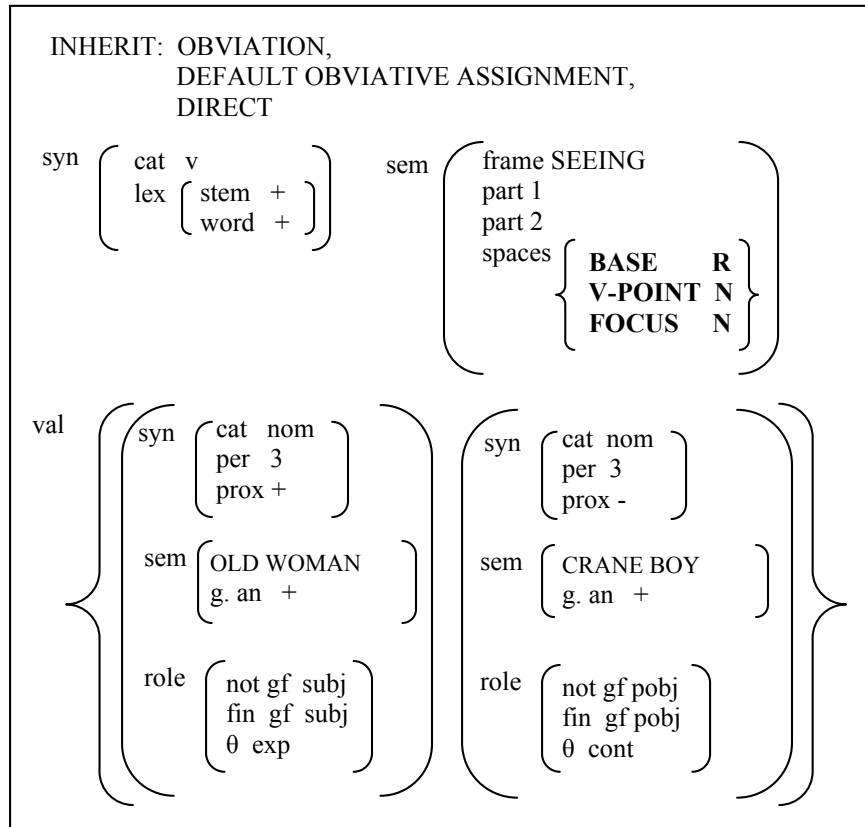 INHERIT: OBVIATION,
DEFAULT OBVIATIVE ASSIGNMENT,
DIRECT
syn
cat v
lex
stem +
word +
sem
frame SEEING
part 1
part 2
spaces
BASE R
V-POINT N
FOCUS N
val
syn
cat nom
per 3
prox +
sem
OLD WOMAN
g. an +
role
not gf subj
fin gf subj
θ exp
syn
cat nom
per 3
prox -
sem
CRANE BOY
g. an +
role
not gf pobj
fin gf pobj
θ cont